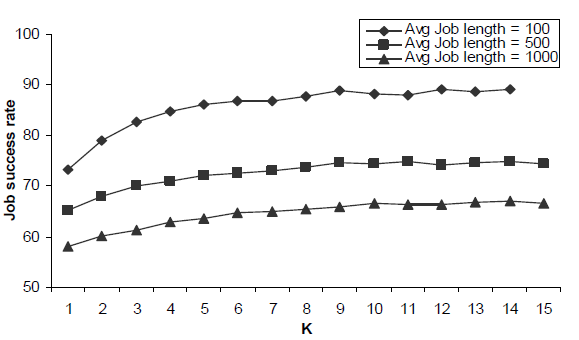 Avg Job length = 100
Avg Job length = 500
Avg Job length = 1000
100
90
80
70
60
50
Job success rate
1 2 3 4 5 6 7 8 9 10 11 12 13 14 15
K